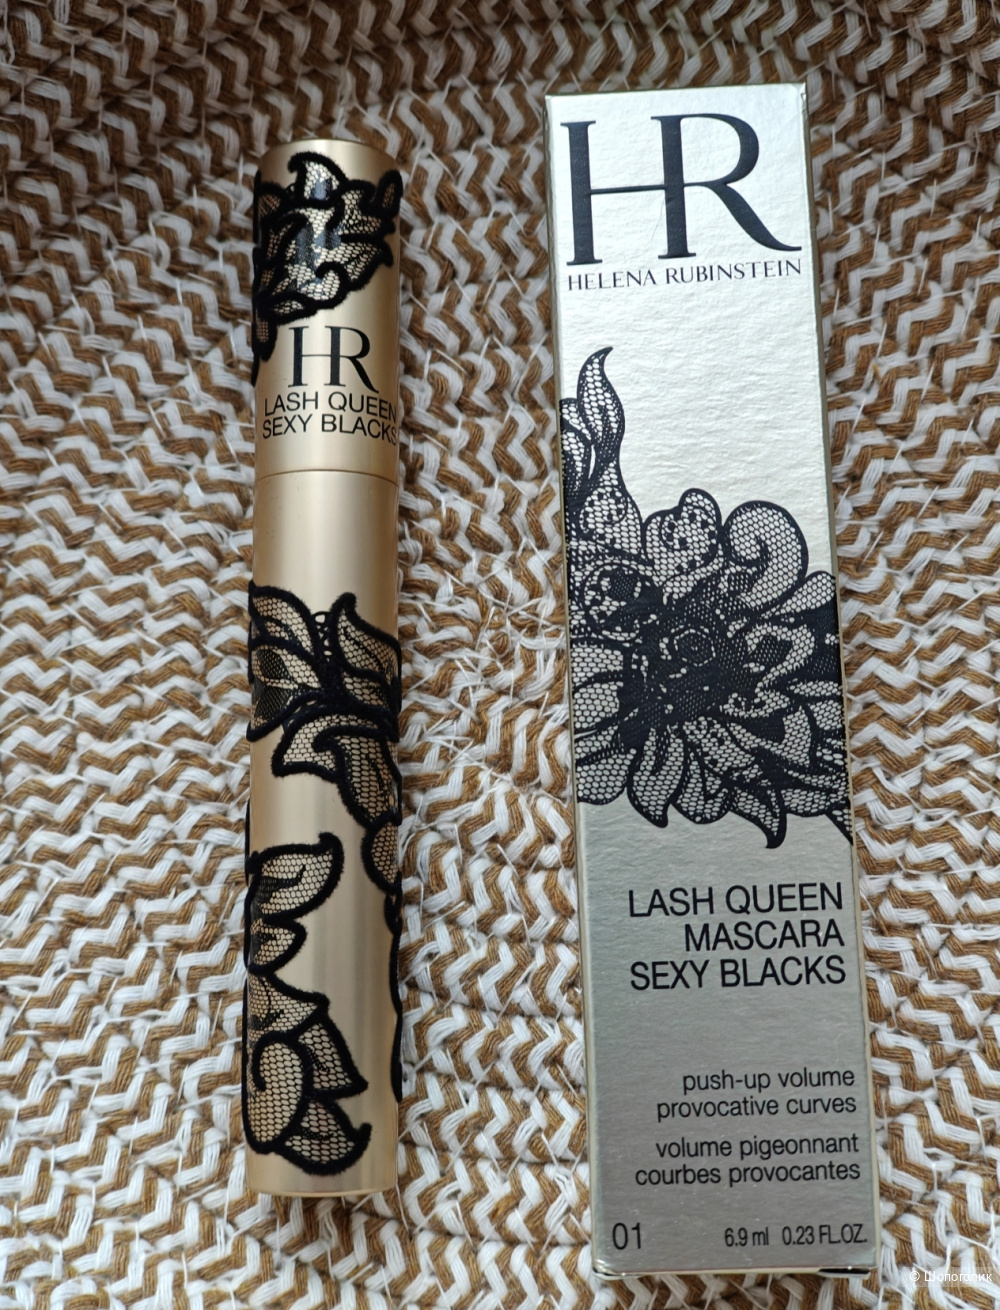 HR
LASH QUEEN
SEXY BLACKS
HR
HELENA RUBINSTEIN
LASH QUEEN
MASCARA
SEXY BLACKS
push-up volume
provocative curves
volume pigeonnant
courbes provocantes
01 6.9 ml 0.23 FL.OZ.
© Шопоголик